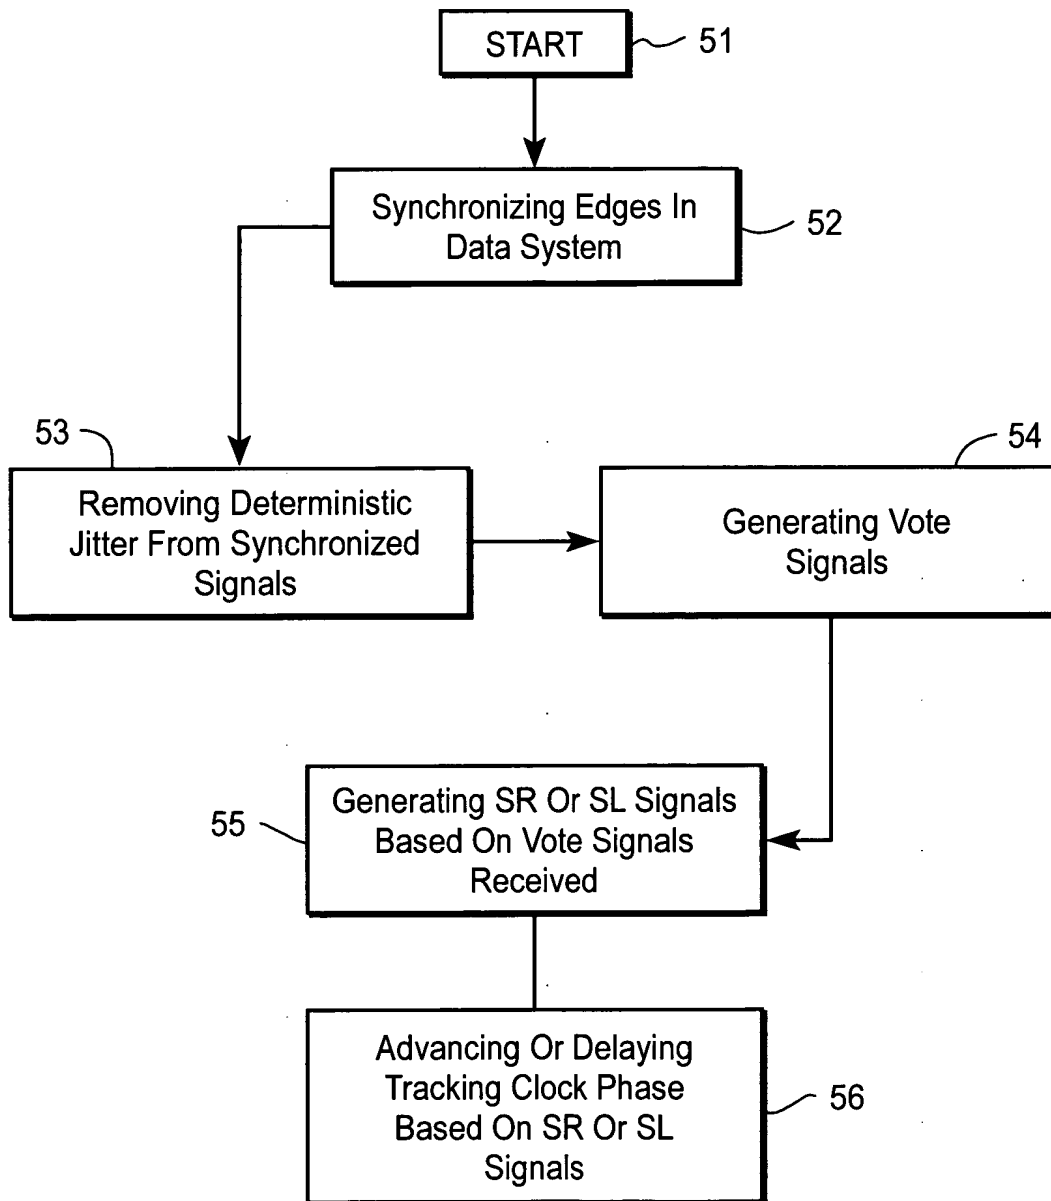 START
51
Synchronizing Edges In
Data System
52
53
Removing Deterministic
Jitter From Synchronized
Signals
54
Generating Vote
Signals
55
Generating SR Or SL Signals
Based On Vote Signals
Received
Advancing Or Delaying
Tracking Clock Phase
Based On SR Or SL
Signals
56